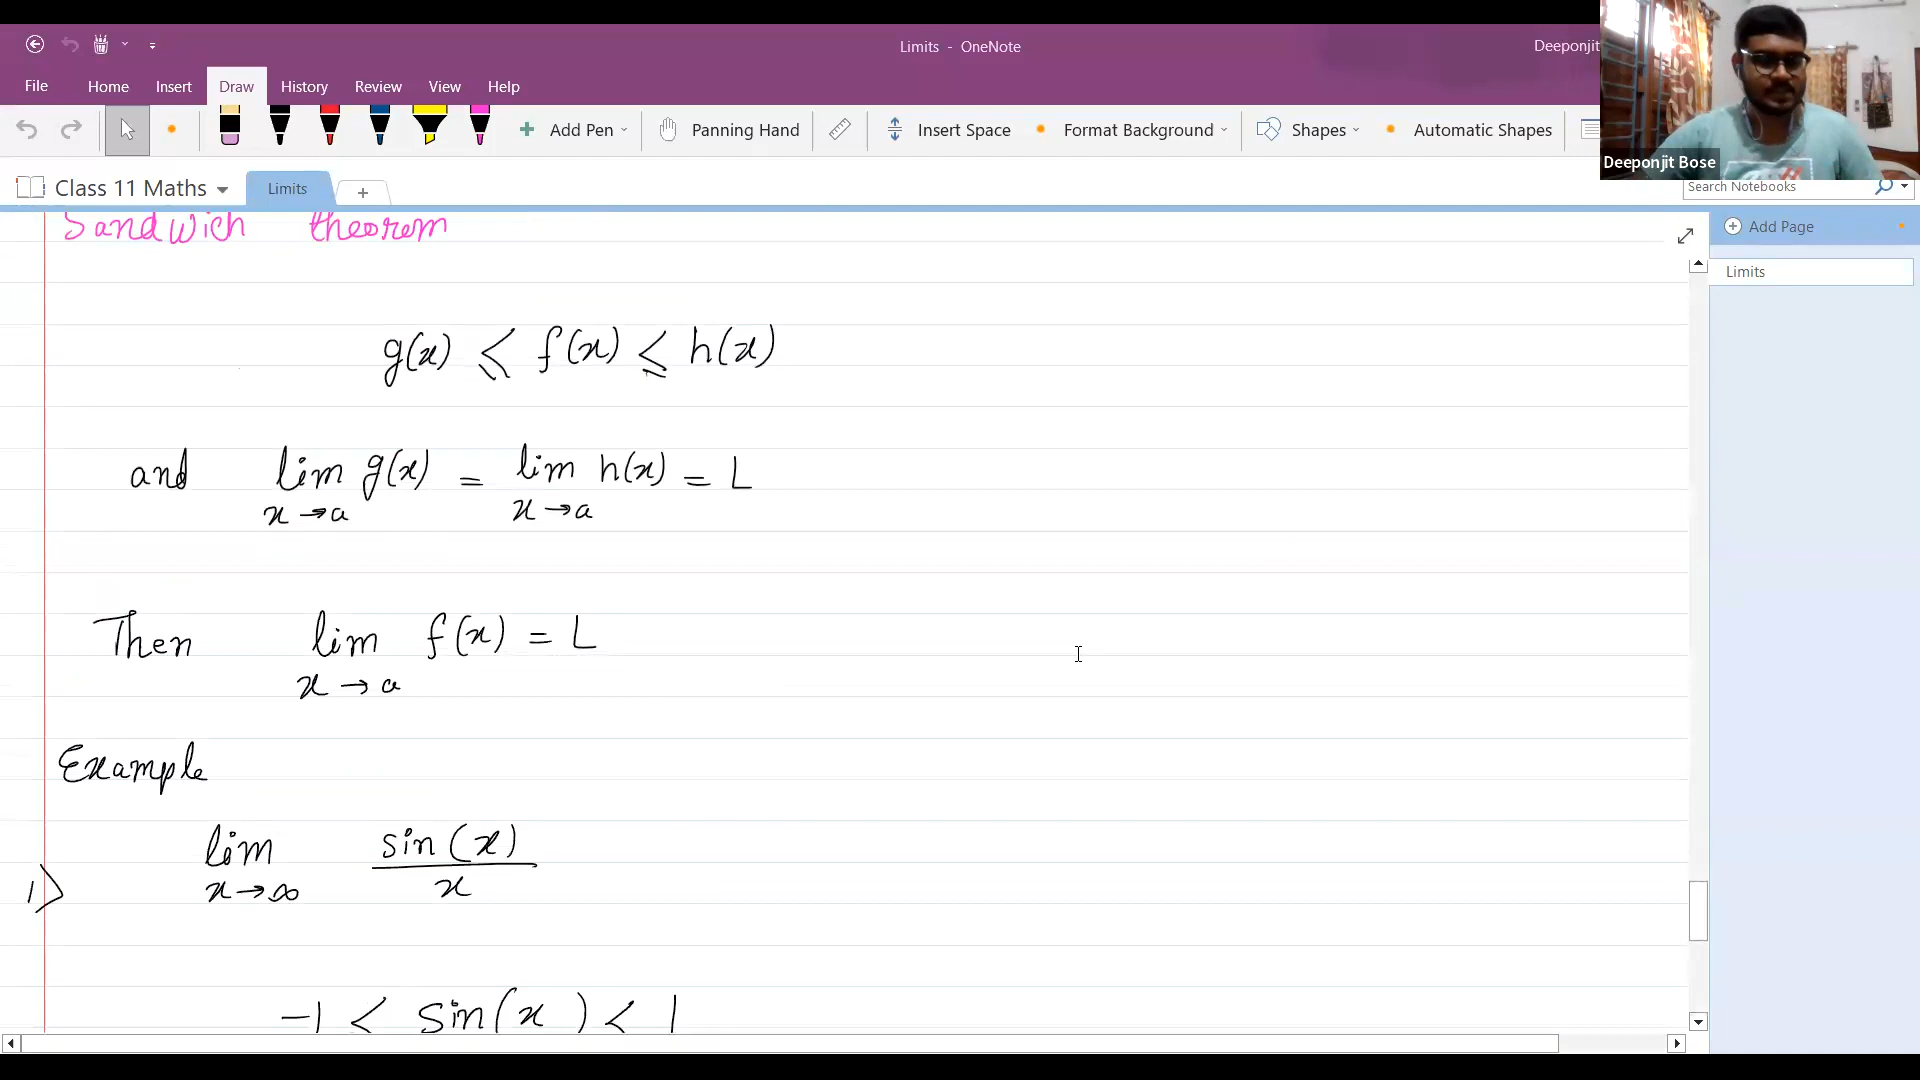 Limits - OneNote
Deeponjit
File Home Insert Draw History Review View Help
Add Pen Panning Hand Insert Space Format Background Shapes Automatic Shapes
Deeponjit Bose
Class 11 Maths Limits +
Search Notebooks
Add Page
Limits
Sandwich theorem
g(x) ≤ f(x) ≤ h(x)
and lim g(x) = lim h(x) = L
x→a x→a
Then lim f(x) = L
x→a
Example
1) lim sin(x)
x→∞ x
-1 < sin(x) < 1